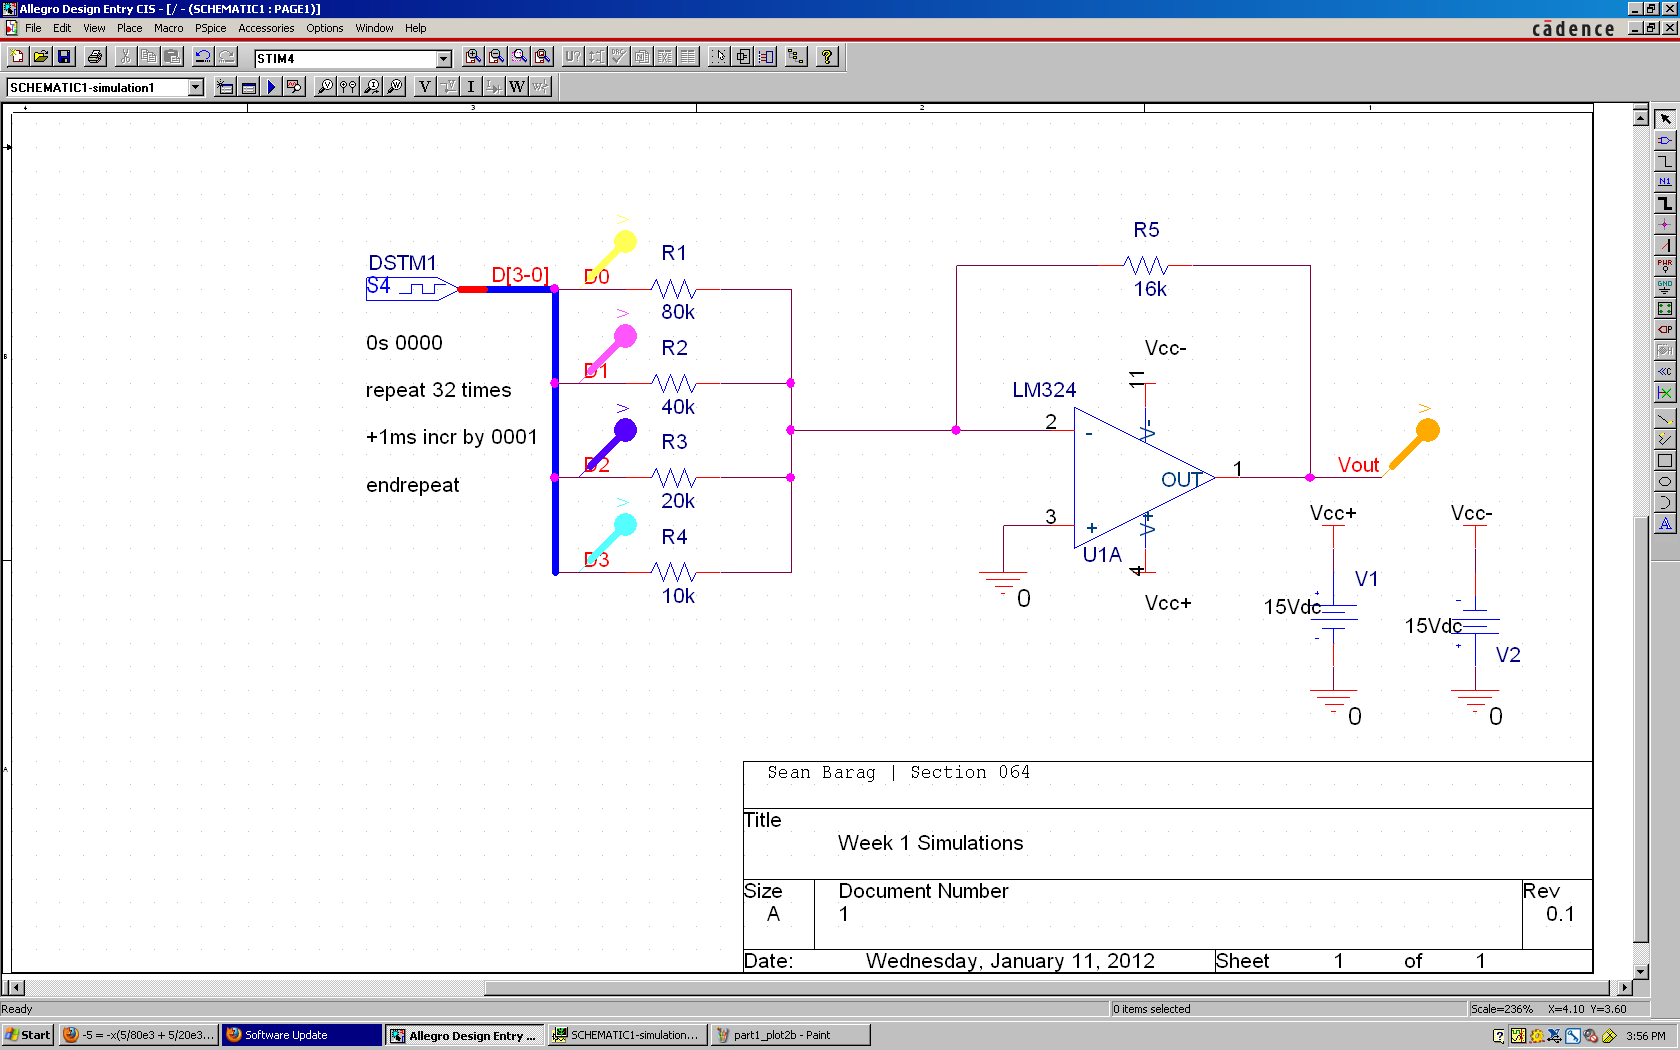 Allegro Design Entry CIS - [/ - (SCHEMATIC1 : PAGE1)]
File Edit View Place Macro PSpice Accessories Options Window Help
cādence
STIM4
SCHEMATIC1-simulation1
V I W
4 3 2 1
DSTM1
S4
D[3-0]
0s 0000
repeat 32 times
+1ms incr by 0001
endrepeat
D0
R1
80k
D1
R2
40k
D2
R3
20k
D3
R4
10k
R5
16k
Vcc-
11
LM324
2
-
V-
OUT
1
3
+
V+
U1A
4
Vcc+
0
Vout
Vcc+
15Vdc
V1
0
Vcc-
15Vdc
V2
0
Sean Barag | Section 064
Title
Week 1 Simulations
Size
A
Document Number
1
Rev
0.1
Date: Wednesday, January 11, 2012 Sheet 1 of 1
Ready
0 items selected
Scale=236% X=4.10 Y=3.60
Start
-5 = -x(5/80e3 + 5/20e3...
Software Update
Allegro Design Entry ...
SCHEMATIC1-simulation...
part1_plot2b - Paint
3:56 PM